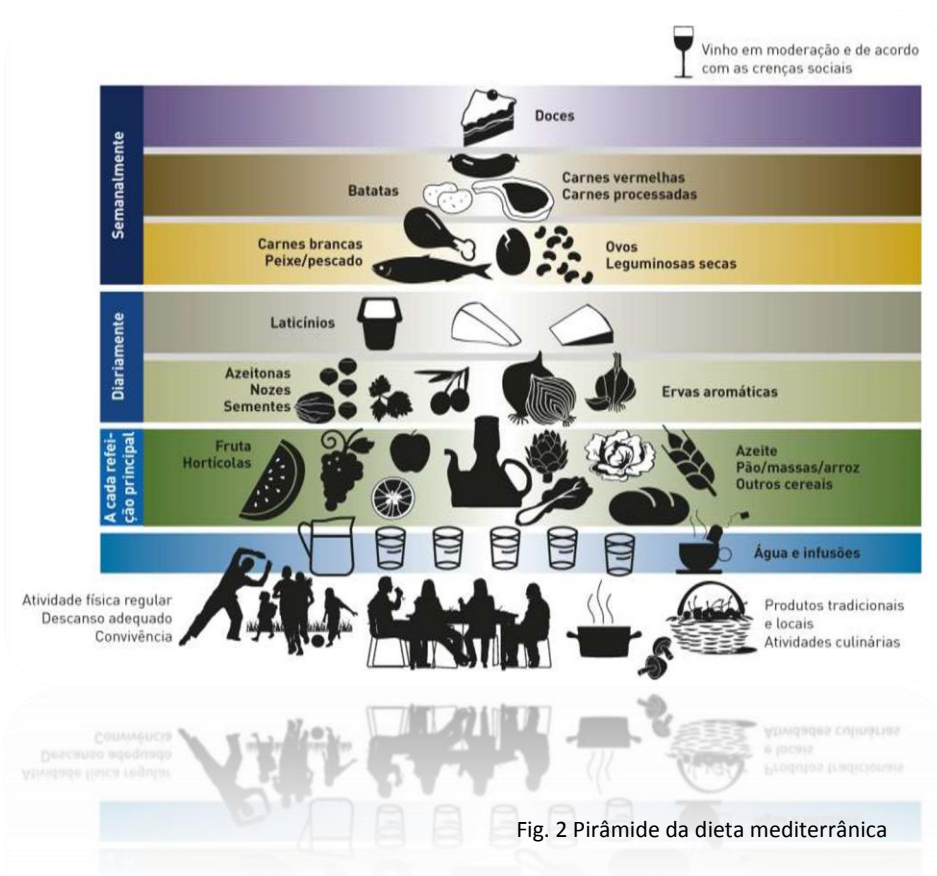 Vinho em moderação e de acordo
com as crenças sociais
Semanalmente
Doces
Batatas
Carnes vermelhas
Carnes processadas
Carnes brancas
Peixe/pescado
Ovos
Leguminosas secas
Diariamente
Laticínios
Azeitonas
Nozes
Sementes
Ervas aromáticas
A cada refei-
ção principal
Fruta
Hortícolas
Azeite
Pão/massas/arroz
Outros cereais
Água e infusões
Atividade física regular
Descanso adequado
Convivência
Produtos tradicionais
e locais
Atividades culinárias
Fig. 2 Pirâmide da dieta mediterrânica